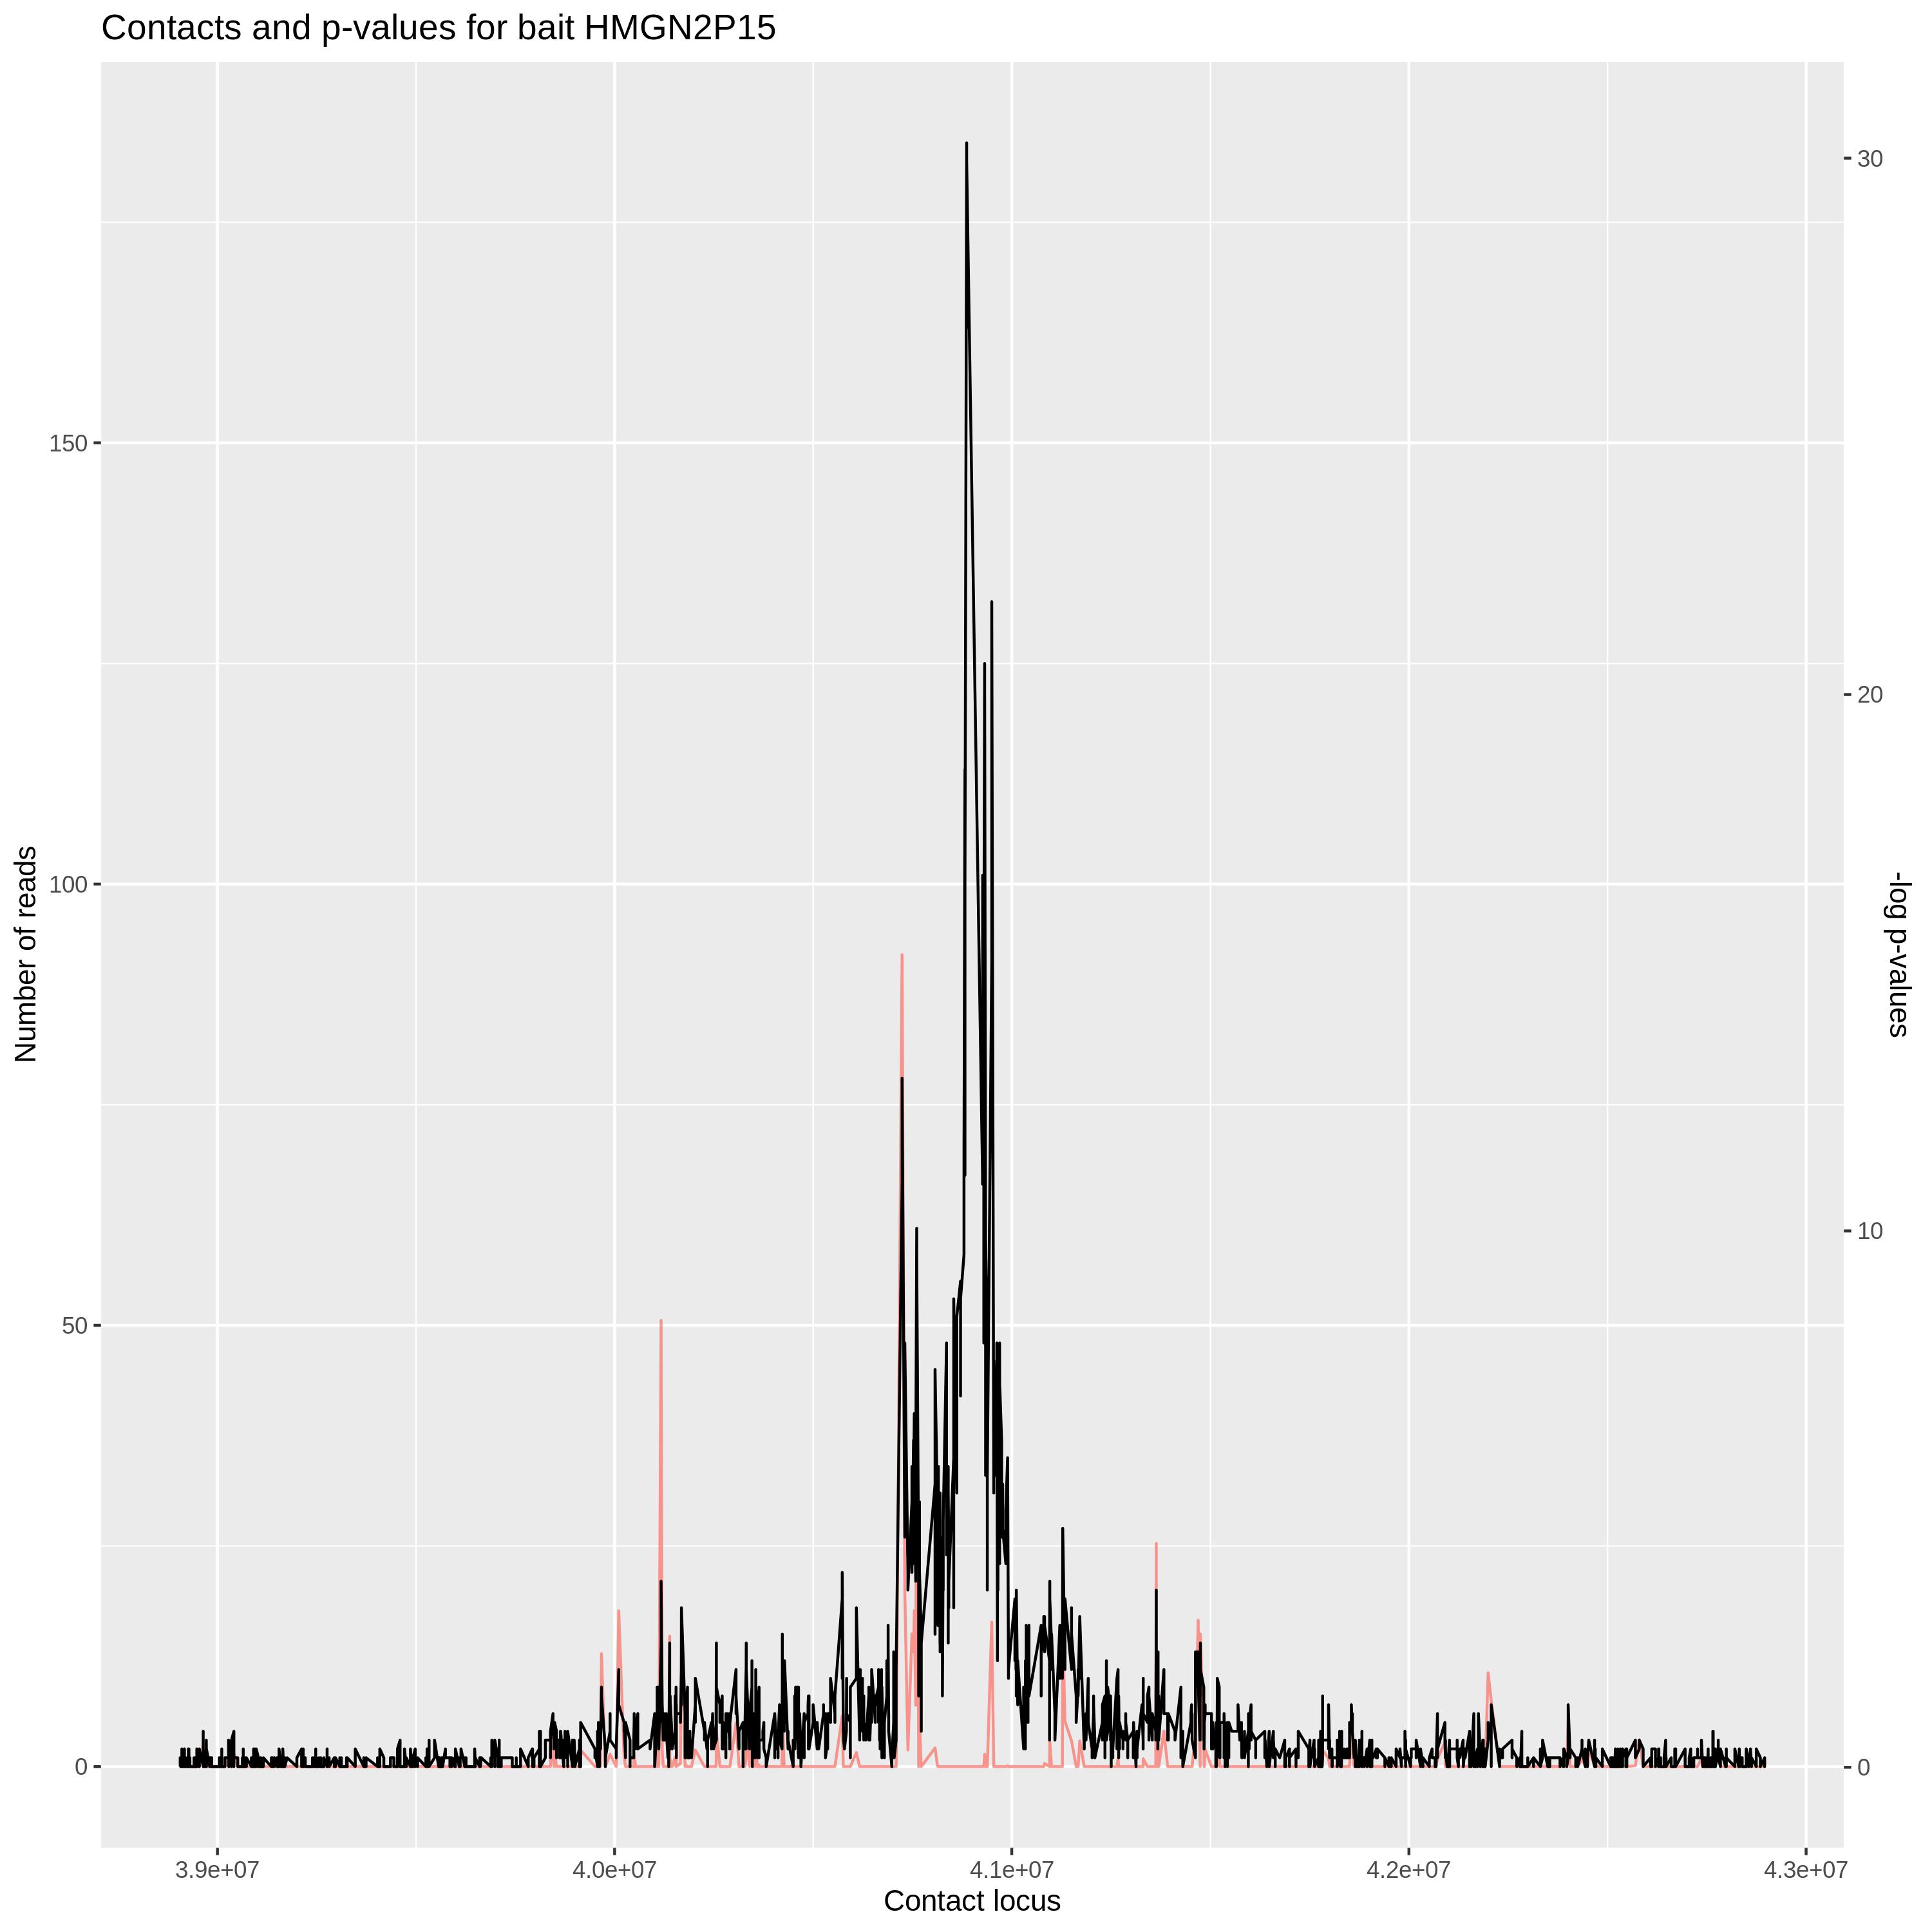 Contacts and p-values for bait HMGN2P15
Number of reads
150
100
50
0
30
20
10
0
-log p-values
3.9e+07
4.0e+07
4.1e+07
4.2e+07
4.3e+07
Contact locus